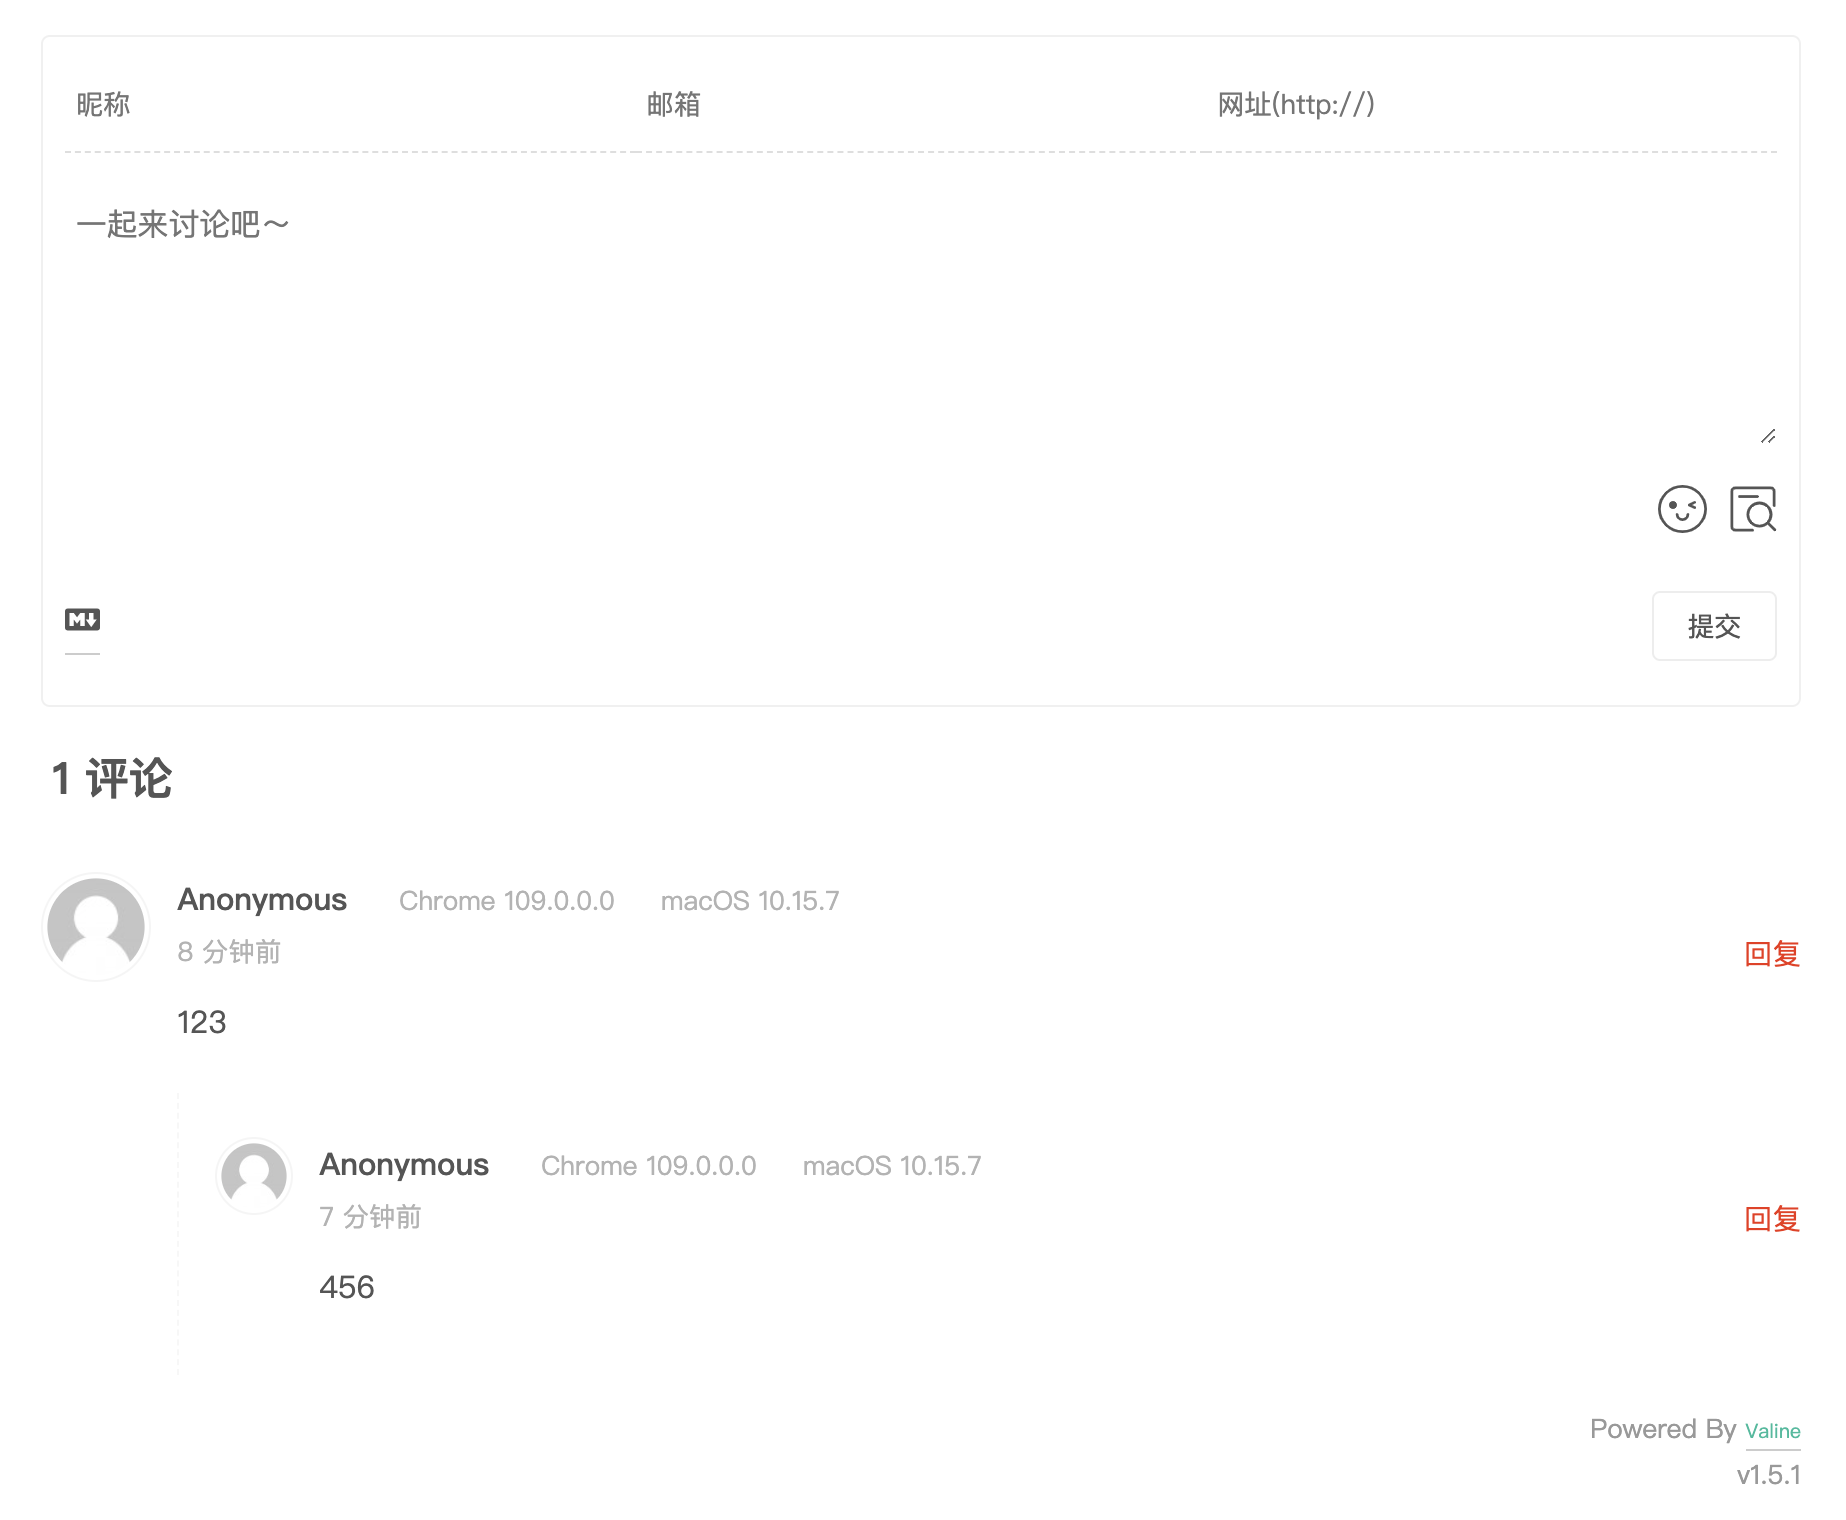 昵称 邮箱 网址(http://)
一起来讨论吧～
M
提交
1 评论
Anonymous Chrome 109.0.0.0 macOS 10.15.7
8 分钟前 回复
123
Anonymous Chrome 109.0.0.0 macOS 10.15.7
7 分钟前 回复
456
Powered By Valine
v1.5.1